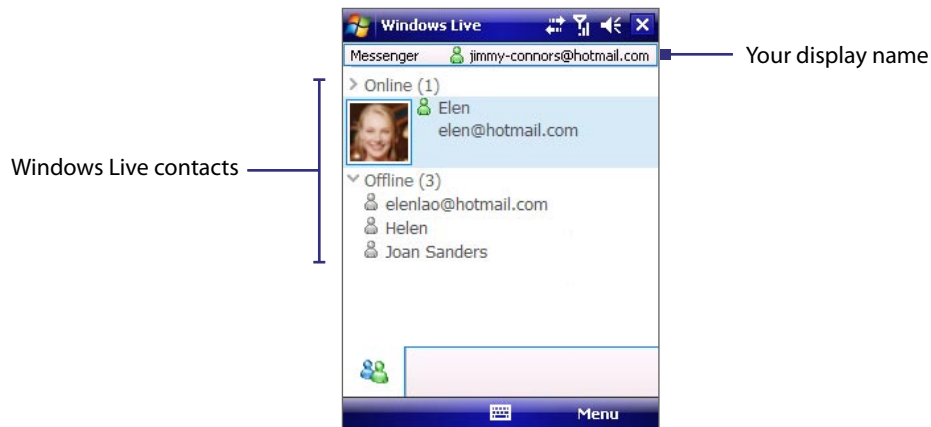 Windows Live
Messenger jimmy-connors@hotmail.com
Your display name
Online (1)
Elen
elen@hotmail.com
Windows Live contacts
Offline (3)
elenlao@hotmail.com
Helen
Joan Sanders
Menu